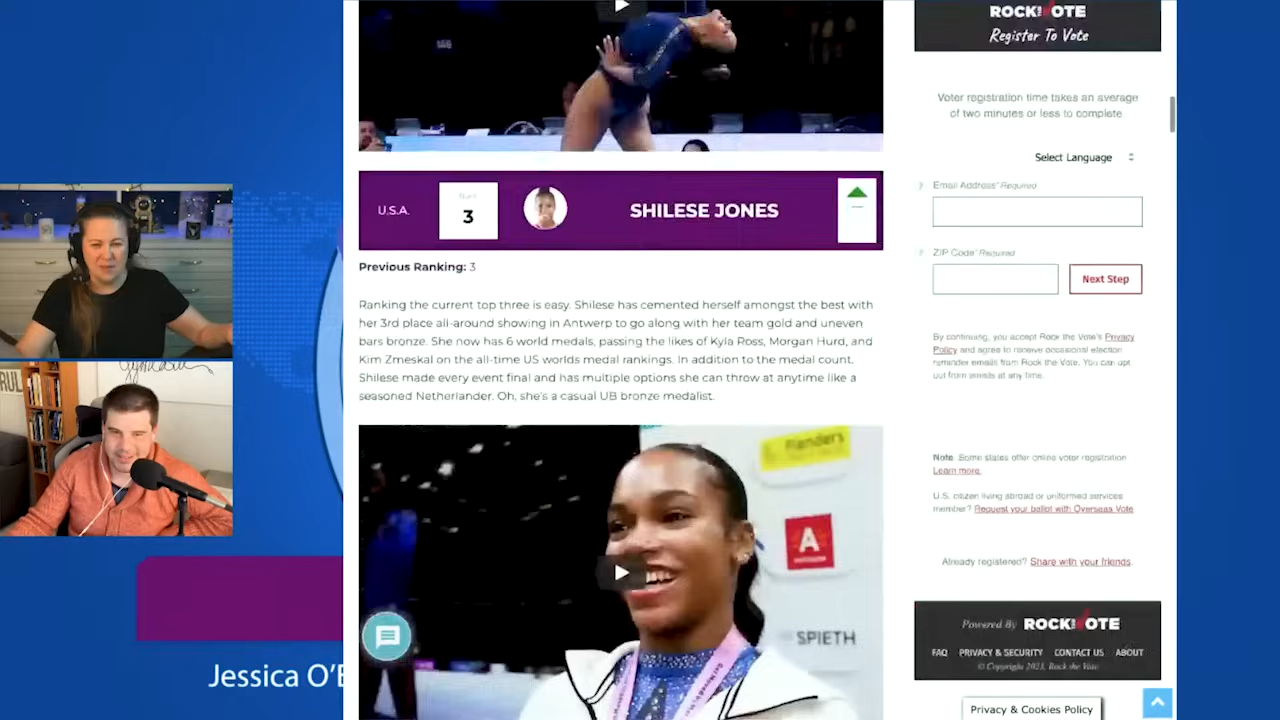 ROCK THE VOTE
Register To Vote
Voter registration time takes an average
of two minutes or less to complete
Select Language
Email Address* Required
ZIP Code* Required
Next Step
By continuing, you accept Rock the Vote's Privacy
Policy and agree to receive occasional election
reminder emails from Rock the Vote. You can opt
out from emails at any time.
Note: Some states offer online voter registration
Learn more.
U.S. citizen living abroad or uniformed services
member? Request your ballot with Overseas Vote
Already registered? Share with your friends.
Powered By ROCK THE VOTE
FAQ PRIVACY & SECURITY CONTACT US ABOUT
© Copyright 2023, Rock the Vote
Privacy & Cookies Policy
U.S.A.
Rank
3
SHILESE JONES
Previous Ranking: 3
Ranking the current top three is easy. Shilese has cemented herself amongst the best with
her 3rd place all-around showing in Antwerp to go along with her team gold and uneven
bars bronze. She now has 6 world medals, passing the likes of Kyla Ross, Morgan Hurd, and
Kim Zmeskal on the all-time US worlds medal rankings. In addition to the medal count,
Shilese made every event final and has multiple options she can throw at anytime like a
seasoned Netherlander. Oh, she's a casual UB bronze medalist.
Flanders
A
SPIETH
RUL
Jessica O'